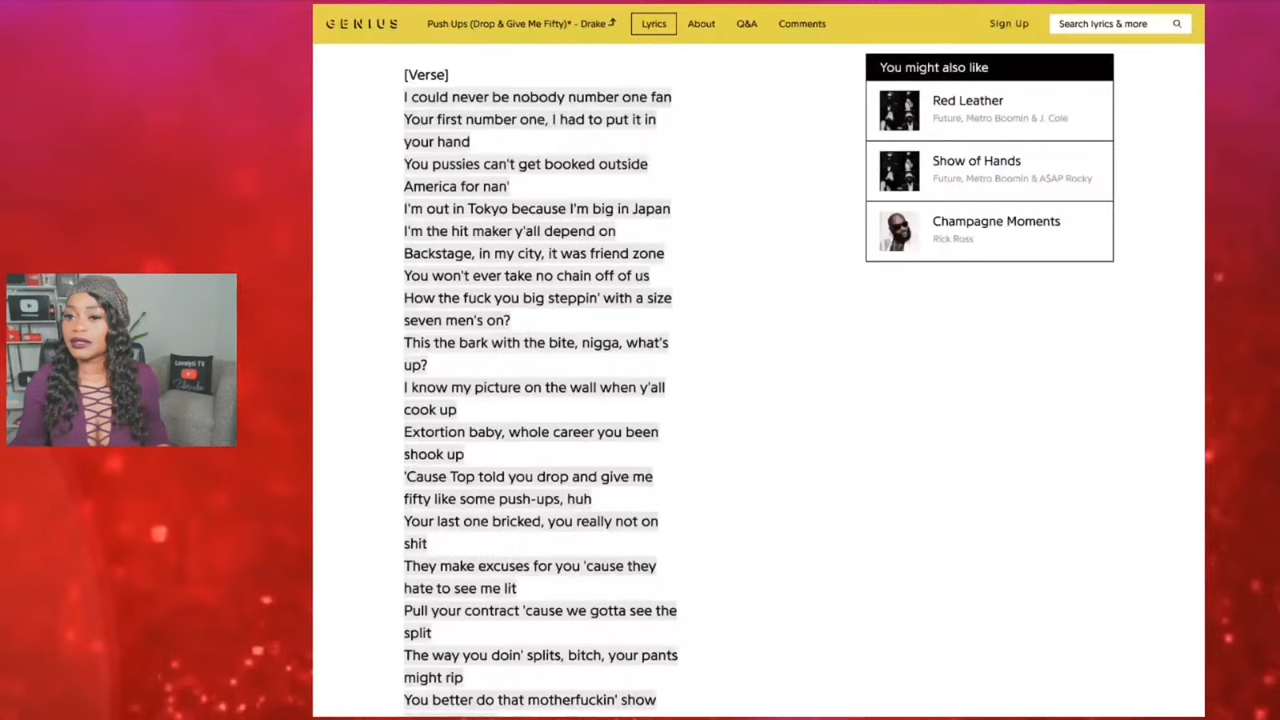 GENIUS
Push Ups (Drop & Give Me Fifty)* - Drake
Lyrics
About
Q&A
Comments
Sign Up
Search lyrics & more
[Verse]
I could never be nobody number one fan
Your first number one, I had to put it in
your hand
You pussies can't get booked outside
America for nan'
I'm out in Tokyo because I'm big in Japan
I'm the hit maker y'all depend on
Backstage, in my city, it was friend zone
You won't ever take no chain off of us
How the fuck you big steppin' with a size
seven men's on?
This the bark with the bite, nigga, what's
up?
I know my picture on the wall when y'all
cook up
Extortion baby, whole career you been
shook up
'Cause Top told you drop and give me
fifty like some push-ups, huh
Your last one bricked, you really not on
shit
They make excuses for you 'cause they
hate to see me lit
Pull your contract 'cause we gotta see the
split
The way you doin' splits, bitch, your pants
might rip
You better do that motherfuckin' show
You might also like
Red Leather
Future, Metro Boomin & J. Cole
Show of Hands
Future, Metro Boomin & A$AP Rocky
Champagne Moments
Rick Ross